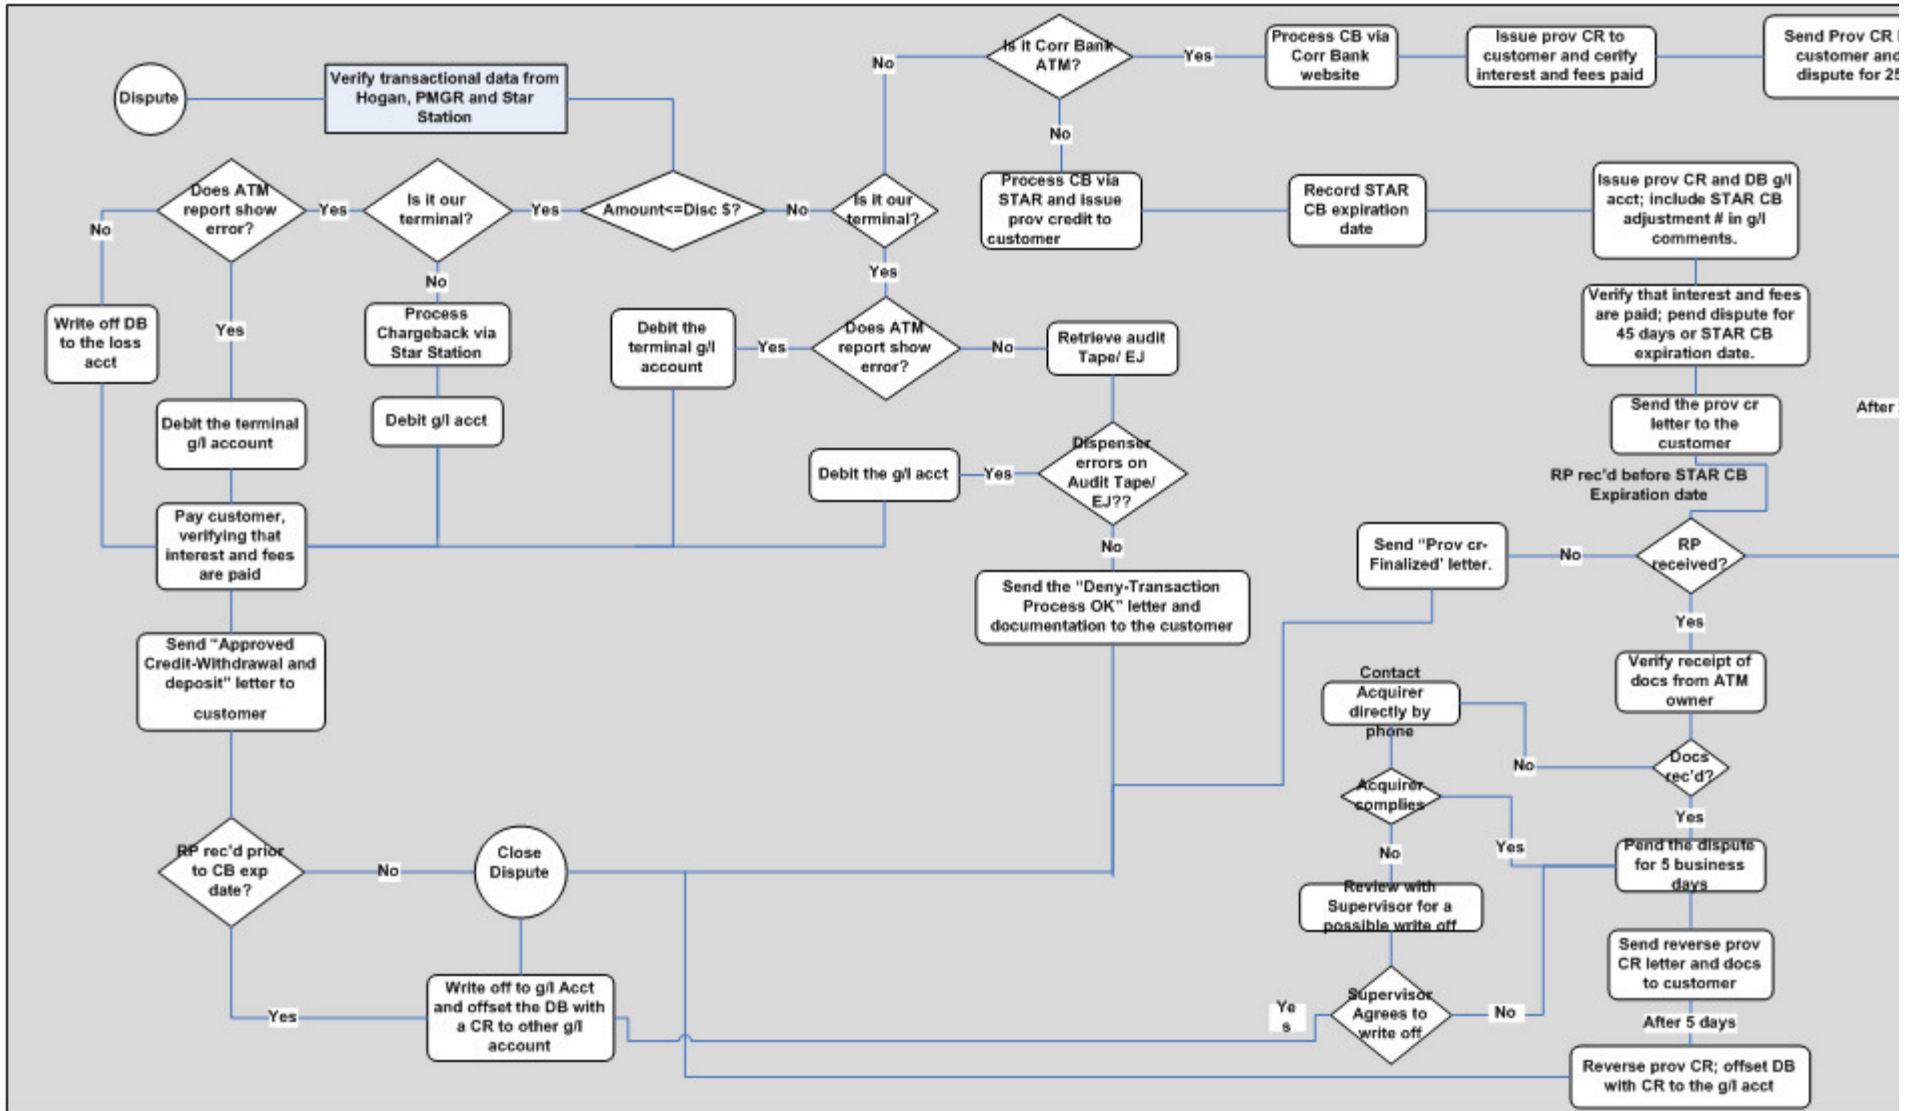 Dispute
Verify transactional data from
Hogan, PMGR and Star
Station
No
Is it Corr Bank
ATM?
Yes
Process CB via
Corr Bank
website
Issue prov CR to
customer and cerify
interest and fees paid
Send Prov CR
customer and
dispute for 25
No
Does ATM
report show
error?
Yes
Is it our
terminal?
Yes
Amount<=Disc $?
No
Is it our
terminal?
Process CB via
STAR and issue
prov credit to
customer
Record STAR
CB expiration
date
Issue prov CR and DB g/l
acct; include STAR CB
adjustment # in g/l
comments.
No
Yes
No
Yes
Write off DB
to the loss
acct
Process
Chargeback via
Star Station
Debit the
terminal g/l
account
Yes
Does ATM
report show
error?
No
Retrieve audit
Tape/ EJ
Verify that interest and fees
are paid; pend dispute for
45 days or STAR CB
expiration date.
Debit the terminal
g/l account
Debit g/l acct
Send the prov cr
letter to the
customer
After
Debit the g/l acct
Yes
Dispenser
errors on
Audit Tape/
EJ??
RP rec'd before STAR CB
Expiration date
Pay customer,
verifying that
interest and fees
are paid
No
Send “Prov cr-
Finalized’ letter.
No
RP
received?
Send the “Deny-Transaction
Process OK” letter and
documentation to the customer
Yes
Send “Approved
Credit-Withdrawal and
deposit” letter to
customer
Contact
Acquirer
directly by
phone
Verify receipt of
docs from ATM
owner
No
Docs
rec'd?
Acquirer
complies
Yes
RP rec'd prior
to CB exp
date?
No
Close
Dispute
No
Yes
Pend the dispute
for 5 business
days
Review with
Supervisor for a
possible write off
Send reverse prov
CR letter and docs
to customer
Yes
Write off to g/l Acct
and offset the DB with
a CR to other g/l
account
Ye
s
Supervisor
Agrees to
write off
No
After 5 days
Reverse prov CR; offset DB
with CR to the g/l acct